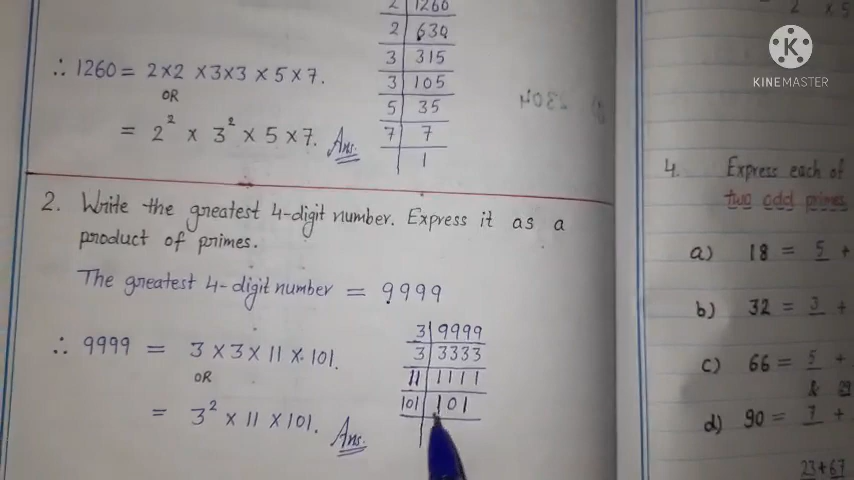 2 | 1260
2 | 630
3 | 315
3 | 105
5 | 35
7 | 7
1
∴ 1260 = 2×2 ×3×3 × 5 × 7.
OR
= 2² × 3² × 5 × 7. Ans.
2. Write the greatest 4-digit number. Express it as a
product of primes.
The greatest 4-digit number = 9999
∴ 9999 = 3 × 3 × 11 × 101.
OR
= 3² × 11 × 101. Ans.
3 | 9999
3 | 3333
11 | 1111
101 | 101
1
2 × 5
K
KINEMASTER
4. Express each of
two odd primes
a) 18 = 5 +
b) 32 = 3 +
c) 66 = 5 +
&
d) 90 = 7 +
23+67